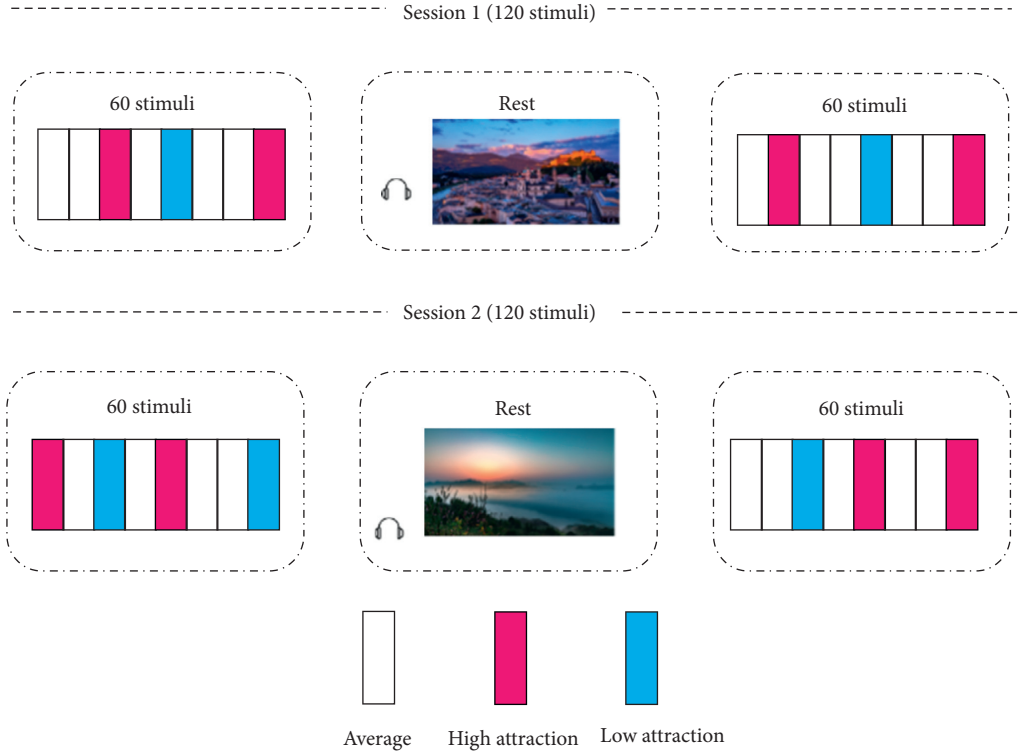 Session 1 (120 stimuli)
60 stimuli
Rest
60 stimuli
Session 2 (120 stimuli)
60 stimuli
Rest
60 stimuli
Average
High attraction
Low attraction